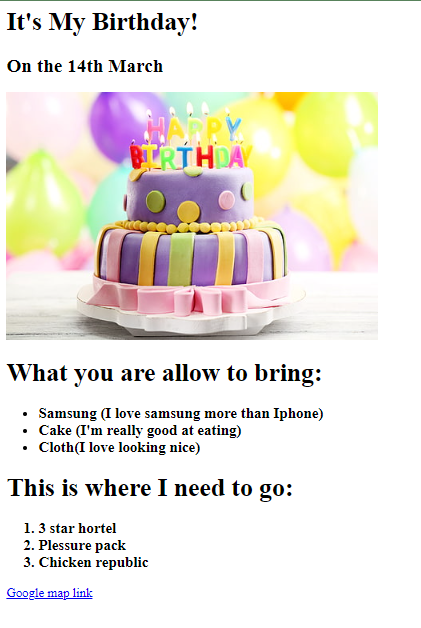 It's My Birthday!
On the 14th March
HAPPY
BIRTHDAY
What you are allow to bring:
Samsung (I love samsung more than Iphone)
Cake (I'm really good at eating)
Cloth(I love looking nice)
This is where I need to go:
1. 3 star hortel
2. Plessure pack
3. Chicken republic
Google map link